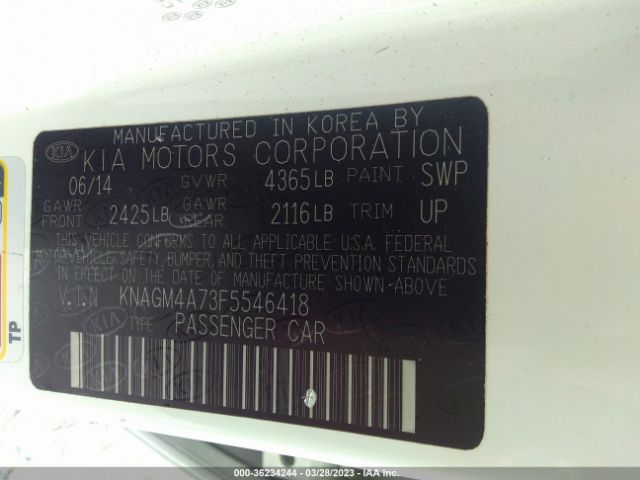 MANUFACTURED IN KOREA BY
KIA KIA MOTORS CORPORATION
06/14 GVWR 4365LB PAINT SWP
GAWR FRONT 2425LB GAWR REAR 2116LB TRIM UP
THIS VEHICLE CONFORMS TO ALL APPLICABLE U.S.A. FEDERAL
MOTOR VEHICLE SAFETY, BUMPER, AND THEFT PREVENTION STANDARDS
IN EFFECT ON THE DATE OF MANUFACTURE SHOWN ABOVE
V.I.N KNAGM4A73F5546418
TYPE PASSENGER CAR
TP
000-36234244 // 03/28/2023 // IAA Inc.